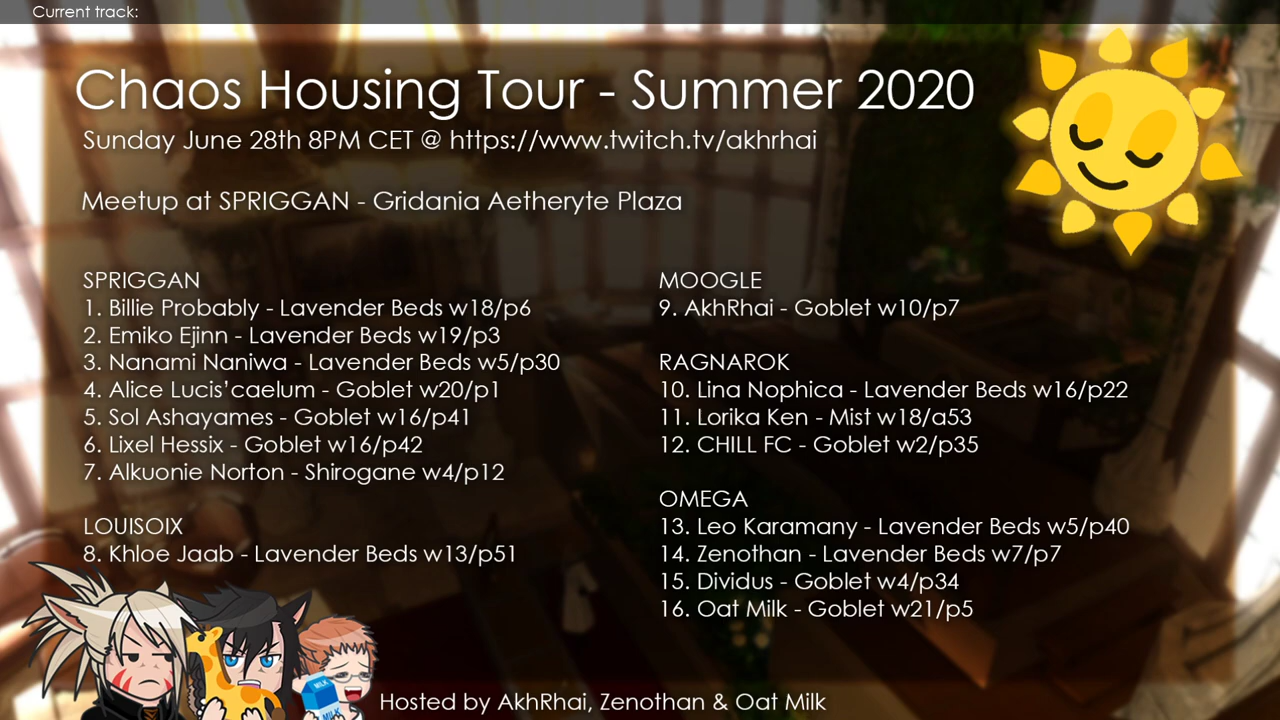 Current track:
Chaos Housing Tour - Summer 2020
Sunday June 28th 8PM CET @ https://www.twitch.tv/akhrhai
Meetup at SPRIGGAN - Gridania Aetheryte Plaza
SPRIGGAN
1. Billie Probably - Lavender Beds w18/p6
2. Emiko Ejinn - Lavender Beds w19/p3
3. Nanami Naniwa - Lavender Beds w5/p30
4. Alice Lucis’caelum - Goblet w20/p1
5. Sol Ashayames - Goblet w16/p41
6. Lixel Hessix - Goblet w16/p42
7. Alkuonie Norton - Shirogane w4/p12
LOUISOIX
8. Khloe Jaab - Lavender Beds w13/p51
MOOGLE
9. AkhRhai - Goblet w10/p7
RAGNAROK
10. Lina Nophica - Lavender Beds w16/p22
11. Lorika Ken - Mist w18/a53
12. CHILL FC - Goblet w2/p35
OMEGA
13. Leo Karamany - Lavender Beds w5/p40
14. Zenothan - Lavender Beds w7/p7
15. Dividus - Goblet w4/p34
16. Oat Milk - Goblet w21/p5
MILK
MILK
Hosted by AkhRhai, Zenothan & Oat Milk